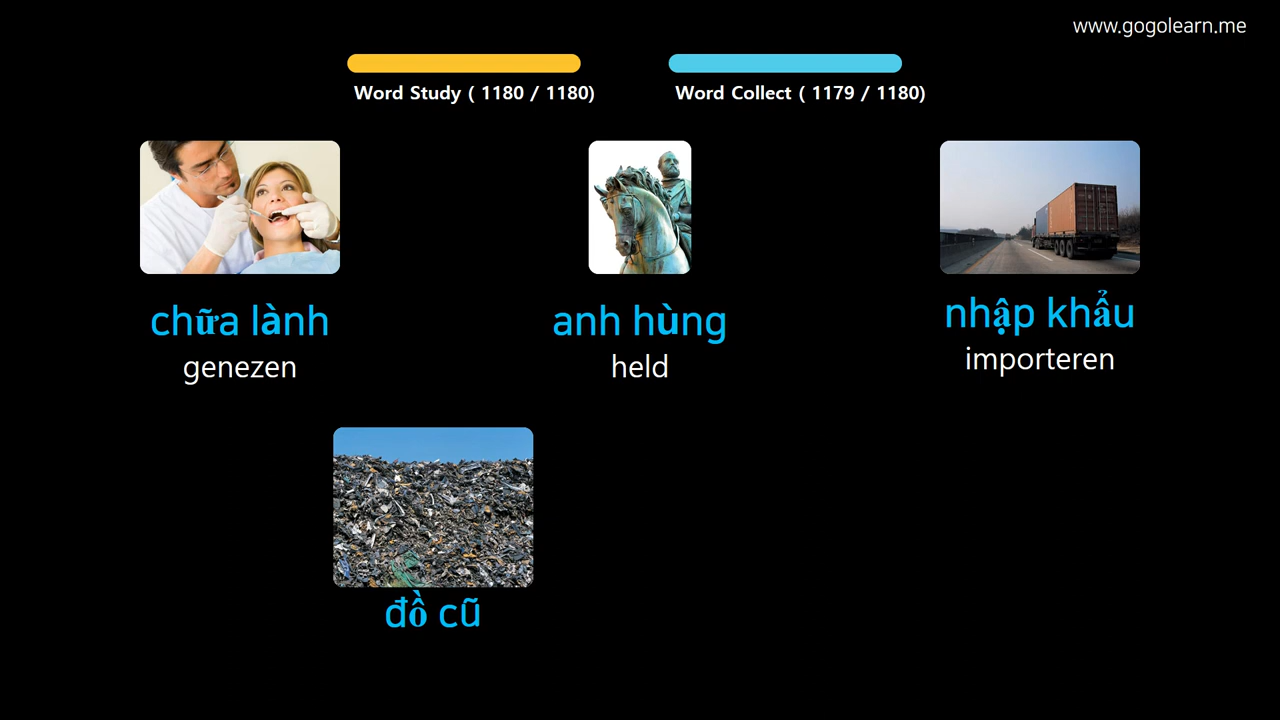 www.gogolearn.me
Word Study ( 1180 / 1180)
Word Collect ( 1179 / 1180)
chữa lành
genezen
anh hùng
held
nhập khẩu
importeren
đồ cũ